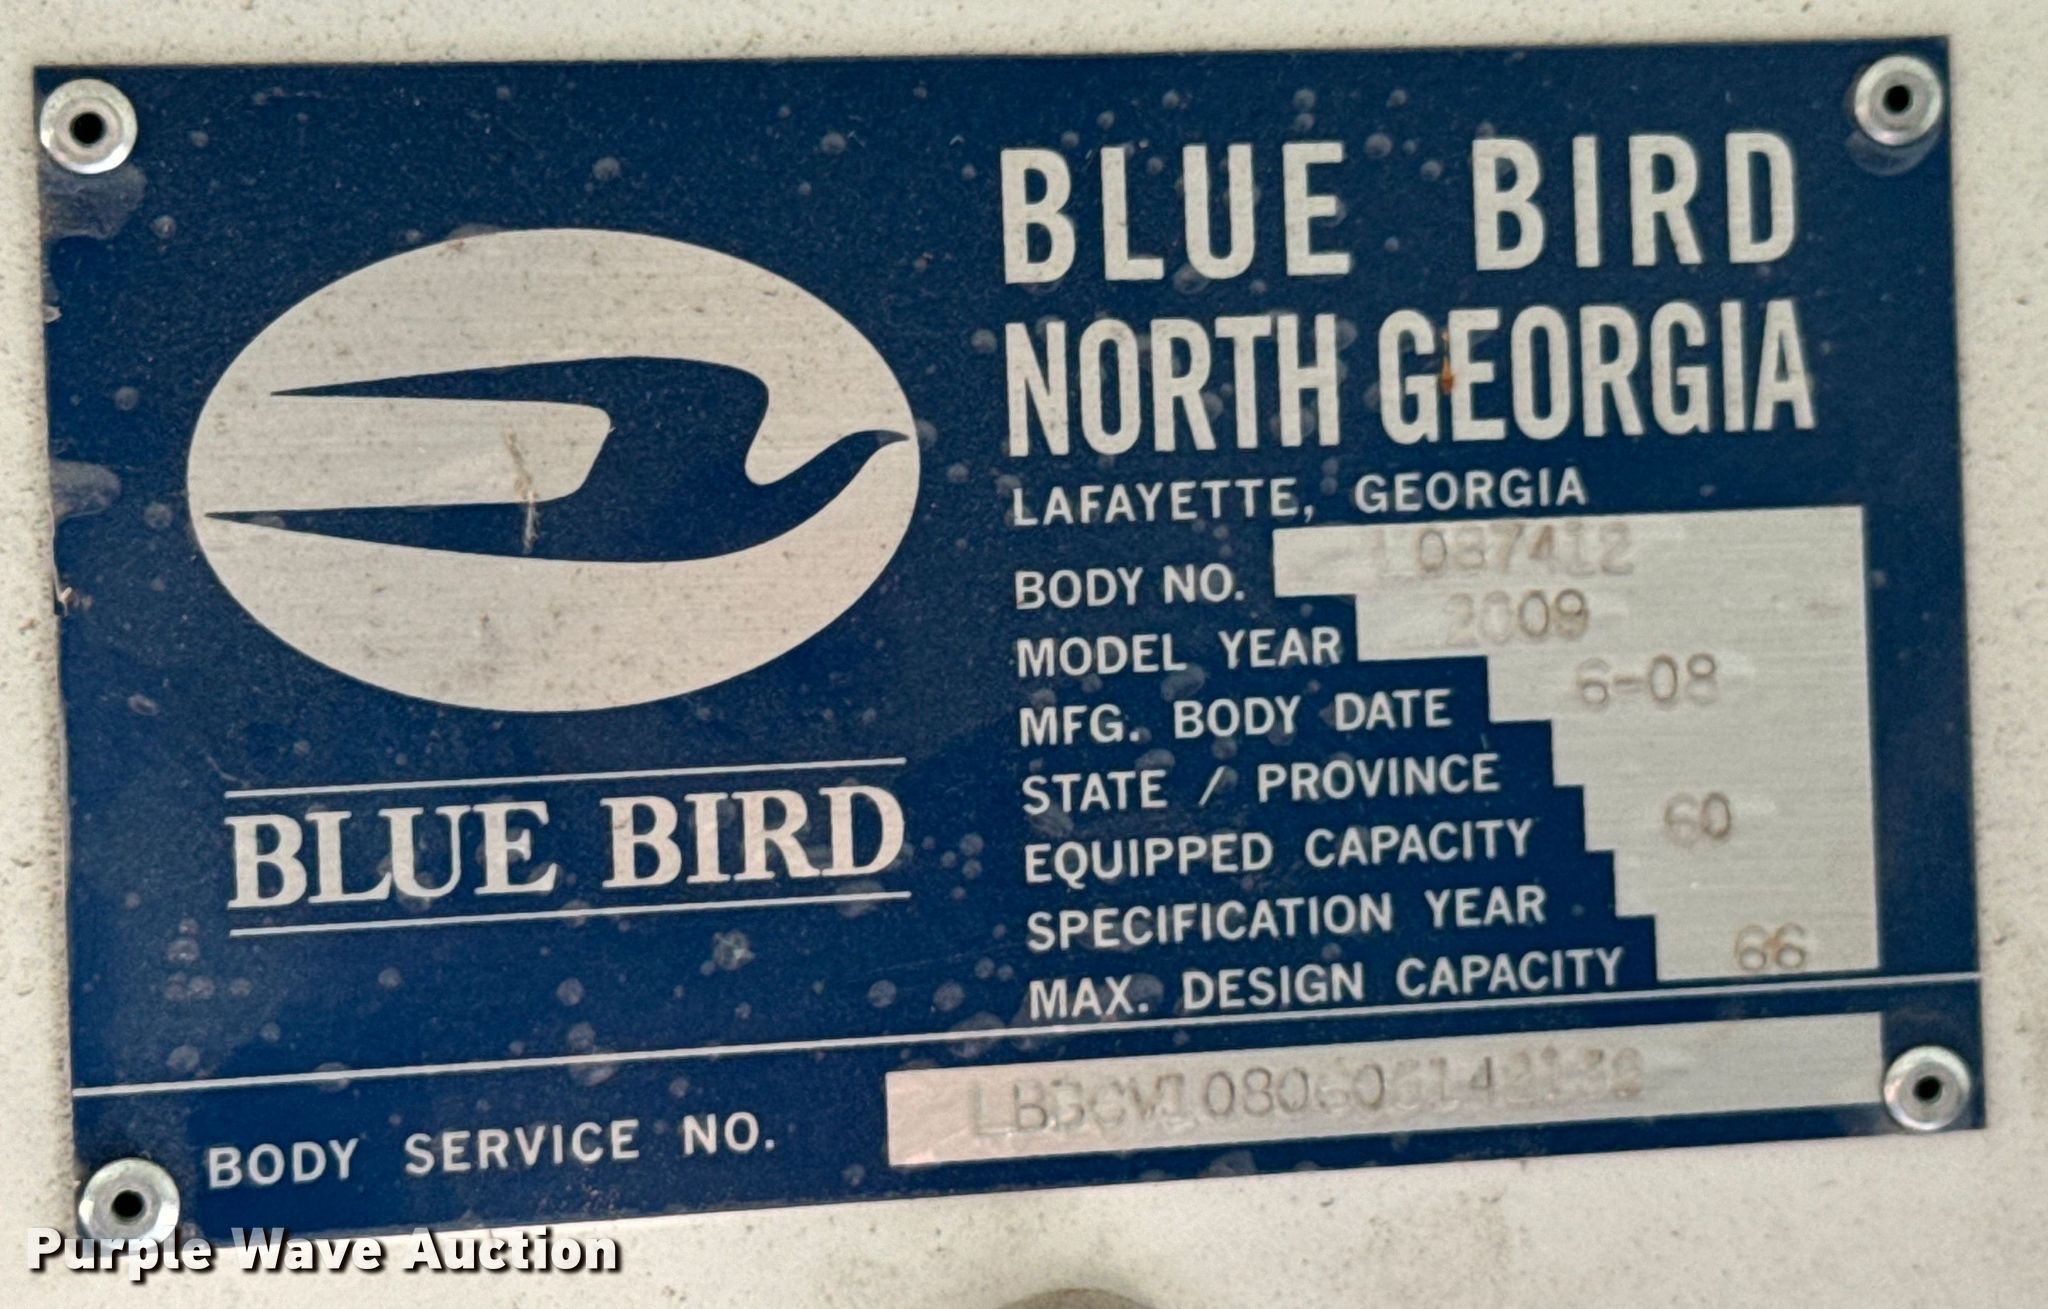 BLUE BIRD
NORTH GEORGIA
LAFAYETTE, GEORGIA
BODY NO.
MODEL YEAR 2009
MFG. BODY DATE 6-08
STATE / PROVINCE
EQUIPPED CAPACITY 60
SPECIFICATION YEAR
MAX. DESIGN CAPACITY 66
BLUE BIRD
BODY SERVICE NO.
Purple Wave Auction